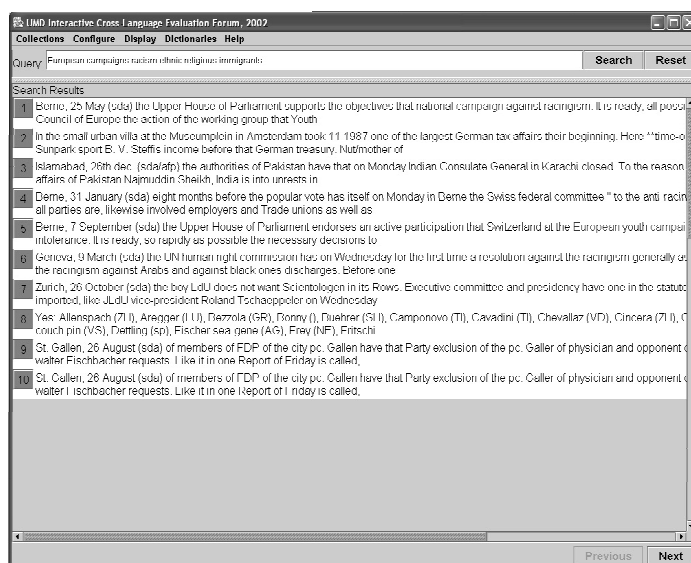 UMD Interactive Cross Language Evaluation Forum, 2002
Collections Configure Display Dictionaries Help
Query European campaigns racism ethnic religious immigrants Search Reset
Search Results
1 Berne, 25 May (sda) the Upper House of Parliament supports the objectives that national campaign against racingism. It is ready, all possi
Council of Europe the action of the working group that Youth
2 In the small urban villa at the Museumplein in Amsterdam took 11 1987 one of the largest German tax affairs their beginning. Here "time-o
Sunpark sport B. V. Steffis income before that German treasury. Nut/mother of
3 Islamabad, 26th dec. (sda/afp) the authorities of Pakistan have that on Monday Indian Consulate General in Karachi closed. To the reason
affairs of Pakistan Najmuddin Sheikh, India is into unrests in
4 Berne, 31 January (sda) eight months before the popular vote has itself on Monday in Berne the Swiss federal committee " to the anti racin
all parties are, likewise involved employers and Trade unions as well as
5 Berne, 7 September (sda) the Upper House of Parliament endorses an active participation that Switzerland at the European youth campai
intolerance. It is ready, so rapidly as possible the necessary decisions to
6 Geneva, 9 March (sda) the UN human right commission has on Wednesday for the first time a resolution against the racingism generally as
the racingism against Arabs and against black ones discharges. Before one
7 Zurich, 26 October (sda) the boy LdU does not want Scientologen in its Rows. Executive committee and presidency have one in the statute
imported, like JLdU vice-president Roland Tschaeppeler on Wednesday
8 Yes: Allenspach (ZH), Aregger (LU), Bezzola (GR), Bonny (), Buehrer (SH), Camponovo (TI), Cavadini (TI), Chevallaz (VD), Cincera (ZH), C
couch pin (VS), Dettling (sp), Fischer sea gene (AG), Frey (NE), Fritschi
9 St. Gallen, 26 August (sda) of members of FDP of the city pc. Gallen have that Party exclusion of the pc. Galler of physician and opponent o
walter Fischbacher requests. Like it in one Report of Friday is called,
10 St. Gallen, 26 August (sda) of members of FDP of the city pc. Gallen have that Party exclusion of the pc. Galler of physician and opponent o
walter Fischbacher requests. Like it in one Report of Friday is called,
Previous Next